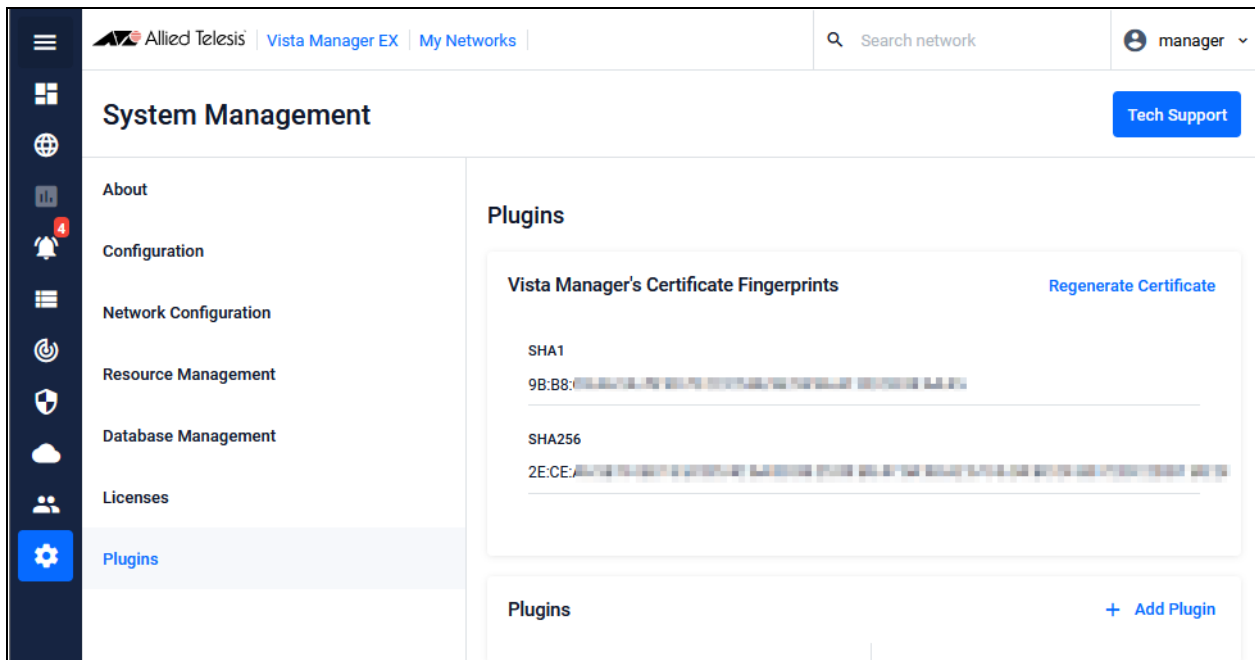 Allied Telesis Vista Manager EX My Networks Search network manager
System Management Tech Support
4
About
Configuration
Network Configuration
Resource Management
Database Management
Licenses
Plugins
Plugins
Vista Manager's Certificate Fingerprints Regenerate Certificate
SHA1
9B:B8:
SHA256
2E:CE:
Plugins + Add Plugin